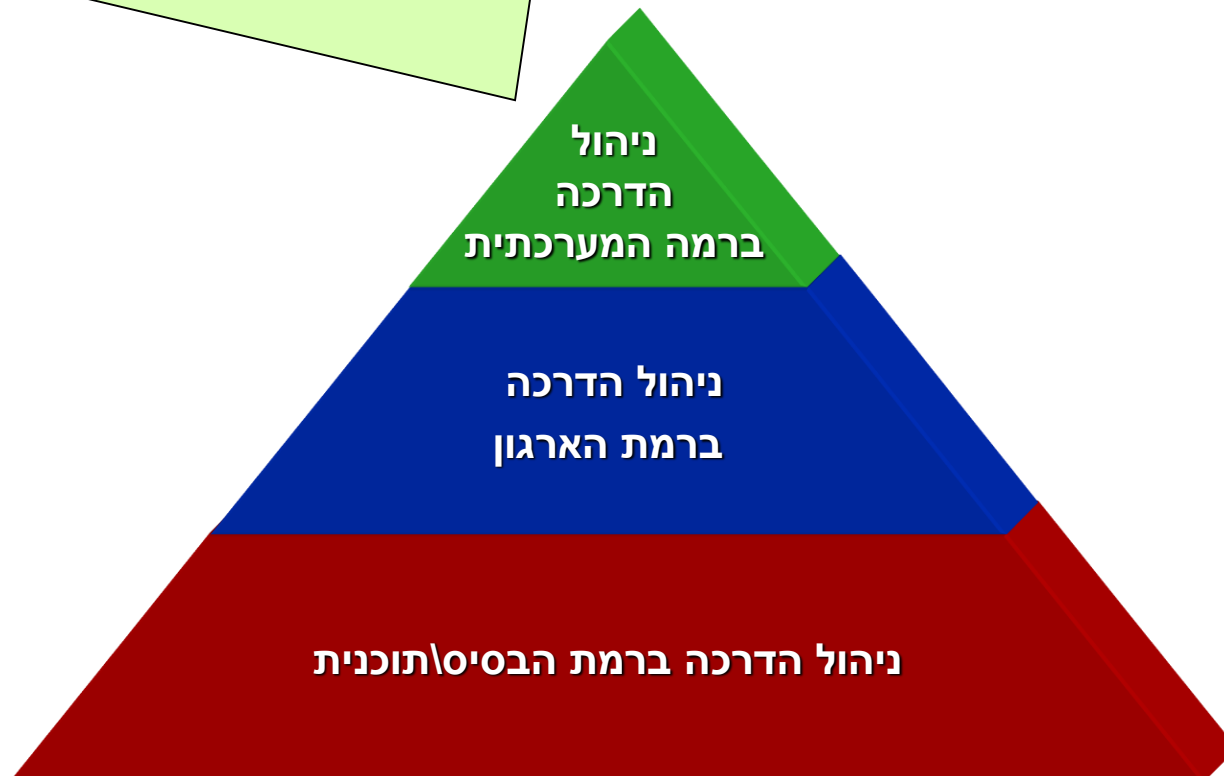 ניהול
הדרכה
ברמה המערכתית
ניהול הדרכה
ברמת הארגון
ניהול הדרכה ברמת הבסיס\תוכנית